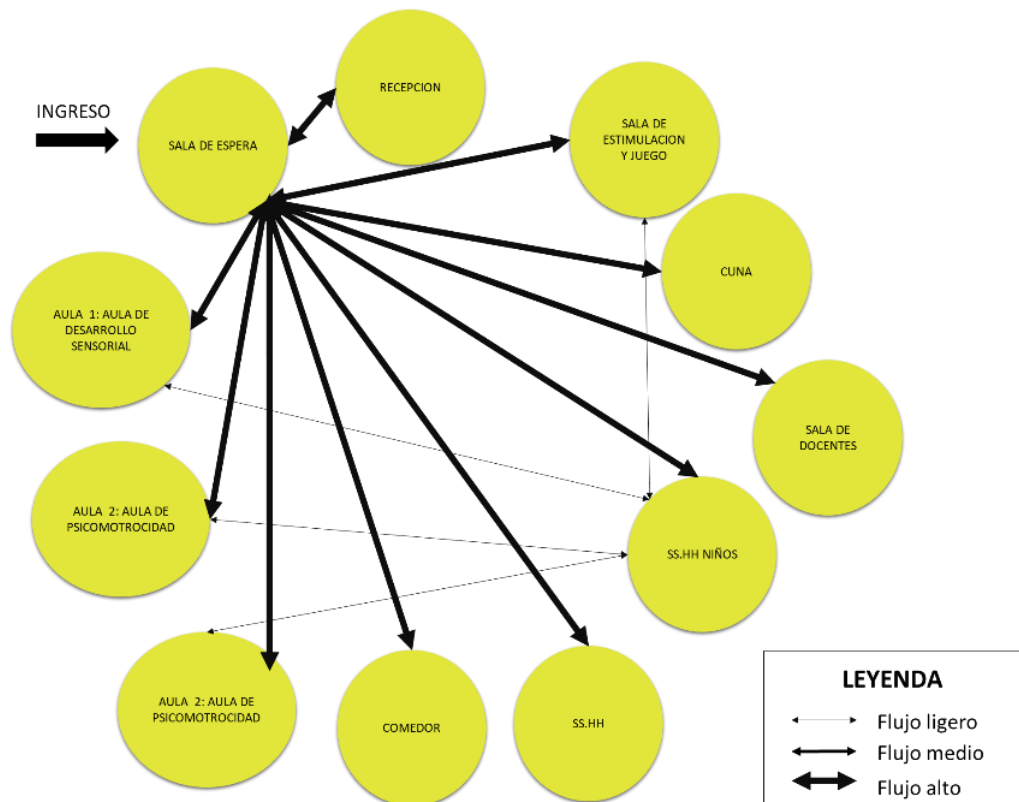 INGRESO
SALA DE ESPERA
RECEPCION
SALA DE
ESTIMULACION
Y JUEGO
CUNA
AULA 1: AULA DE
DESARROLLO
SENSORIAL
SALA DE
DOCENTES
AULA 2: AULA DE
PSICOMOTROCIDAD
SS.HH NIÑOS
AULA 2: AULA DE
PSICOMOTROCIDAD
COMEDOR
SS.HH
LEYENDA
Flujo ligero
Flujo medio
Flujo alto